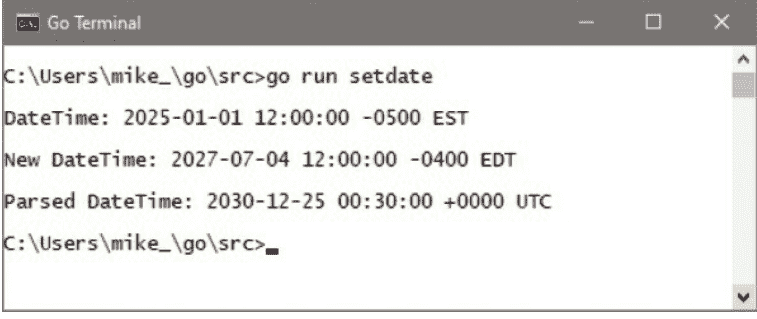 Go Terminal
C:\Users\mike_\go\src>go run setdate
DateTime: 2025-01-01 12:00:00 -0500 EST
New DateTime: 2027-07-04 12:00:00 -0400 EDT
Parsed DateTime: 2030-12-25 00:30:00 +0000 UTC
C:\Users\mike_\go\src>